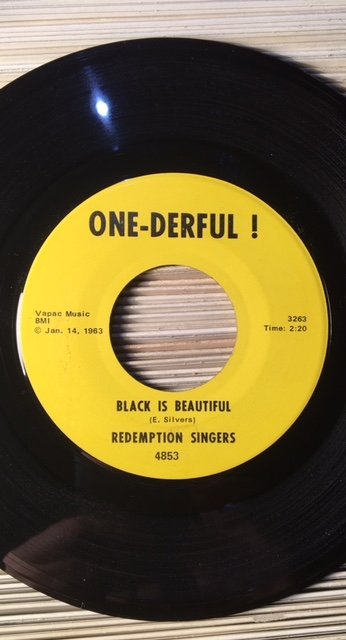 ONE-DERFUL !
Vapac Music
BMI
© Jan. 14, 1963
3263
Time: 2:20
BLACK IS BEAUTIFUL
(E. Silvers)
REDEMPTION SINGERS
4853